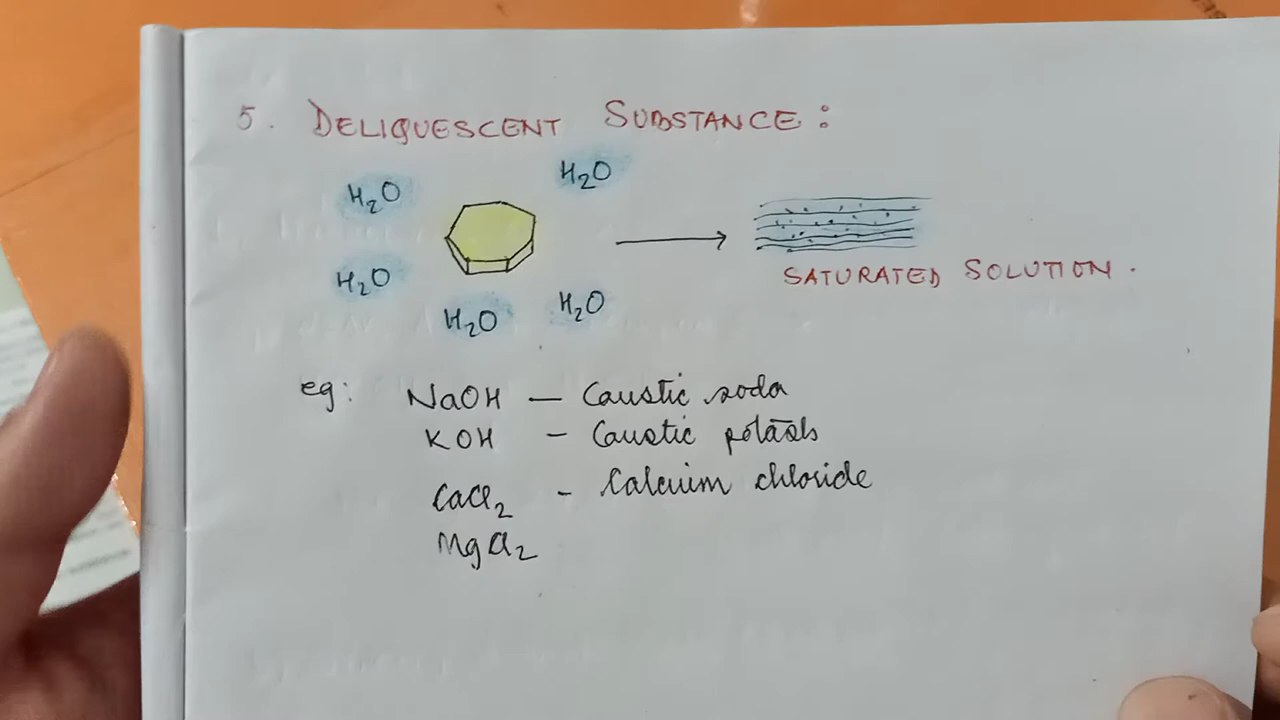 5. DELIQUESCENT SUBSTANCE:
H₂O
H₂O
H₂O
H₂O
H₂O
SATURATED SOLUTION.
eg: NaOH — Caustic soda
KOH – Caustic potash
CaCl₂ - Calcium chloride
MgCl₂